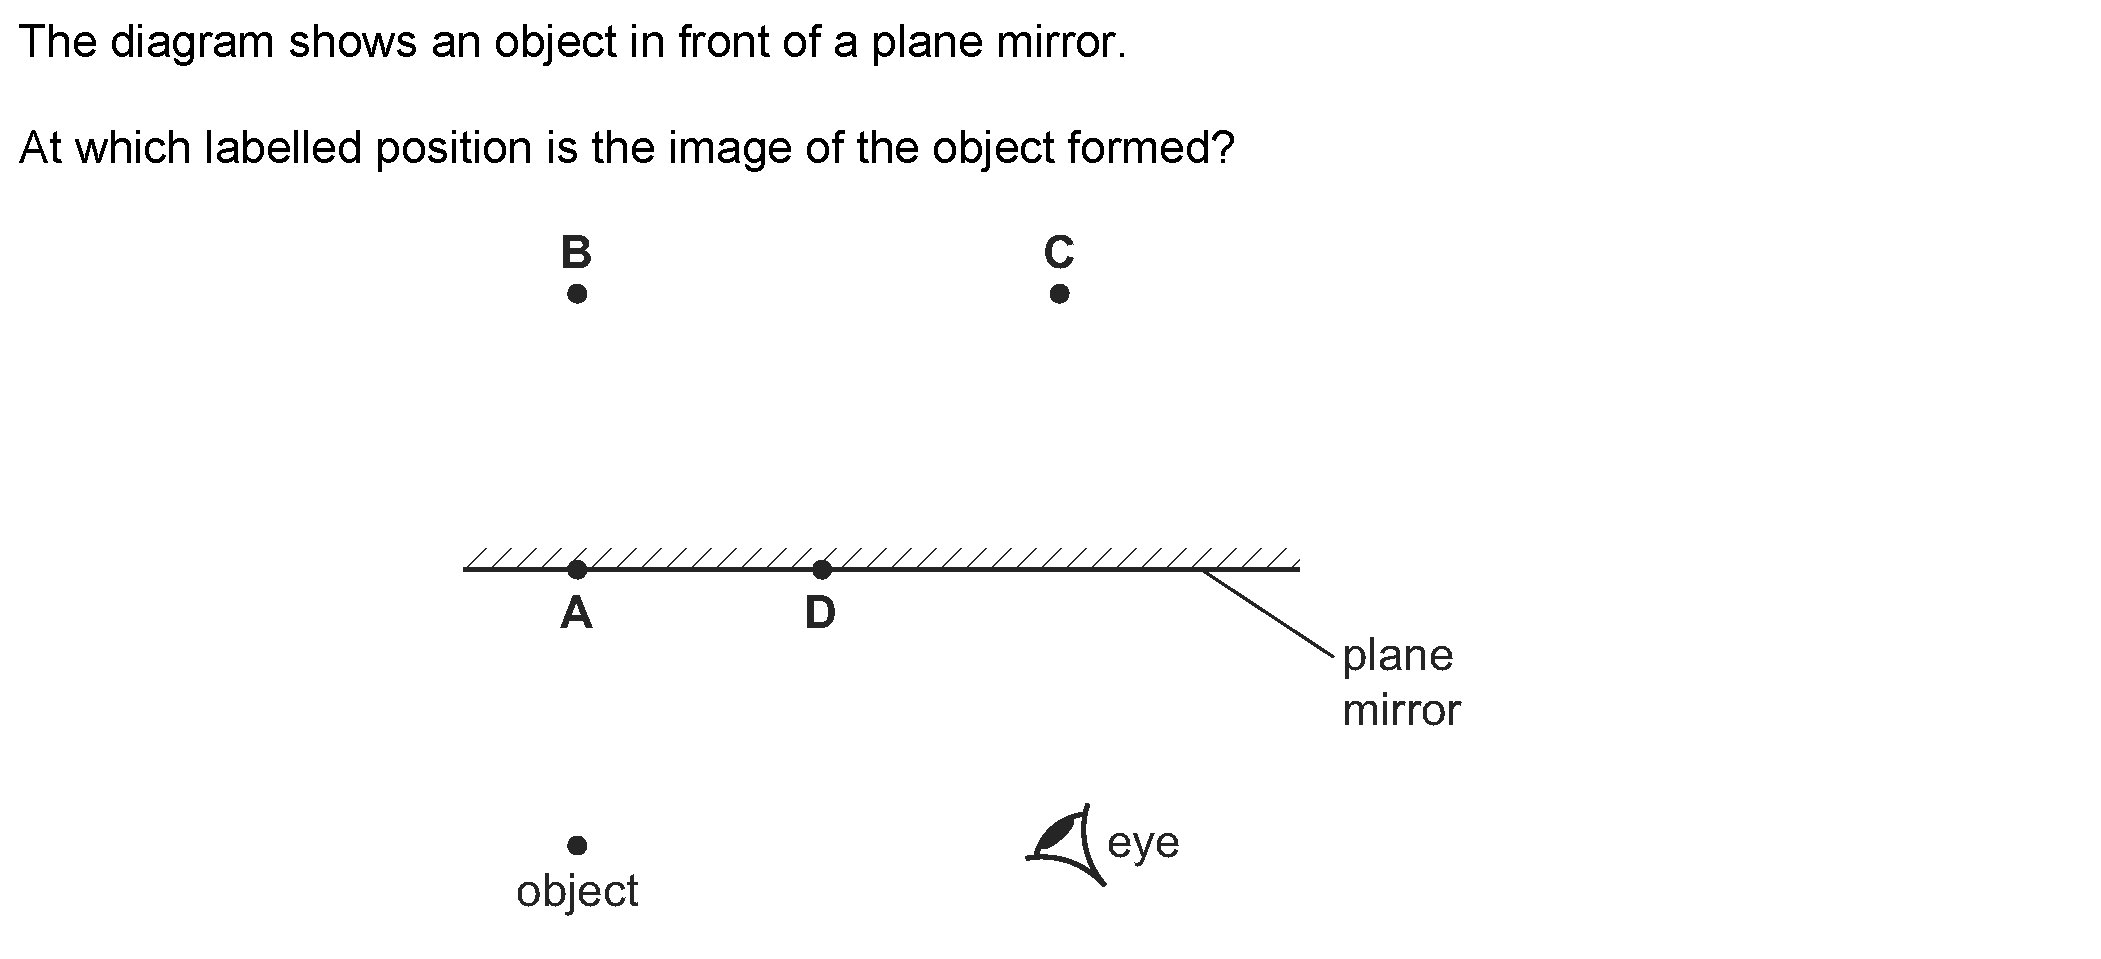 The diagram shows an object in front of a plane mirror.
At which labelled position is the image of the object formed?
B
C
A
D
plane
mirror
eye
object